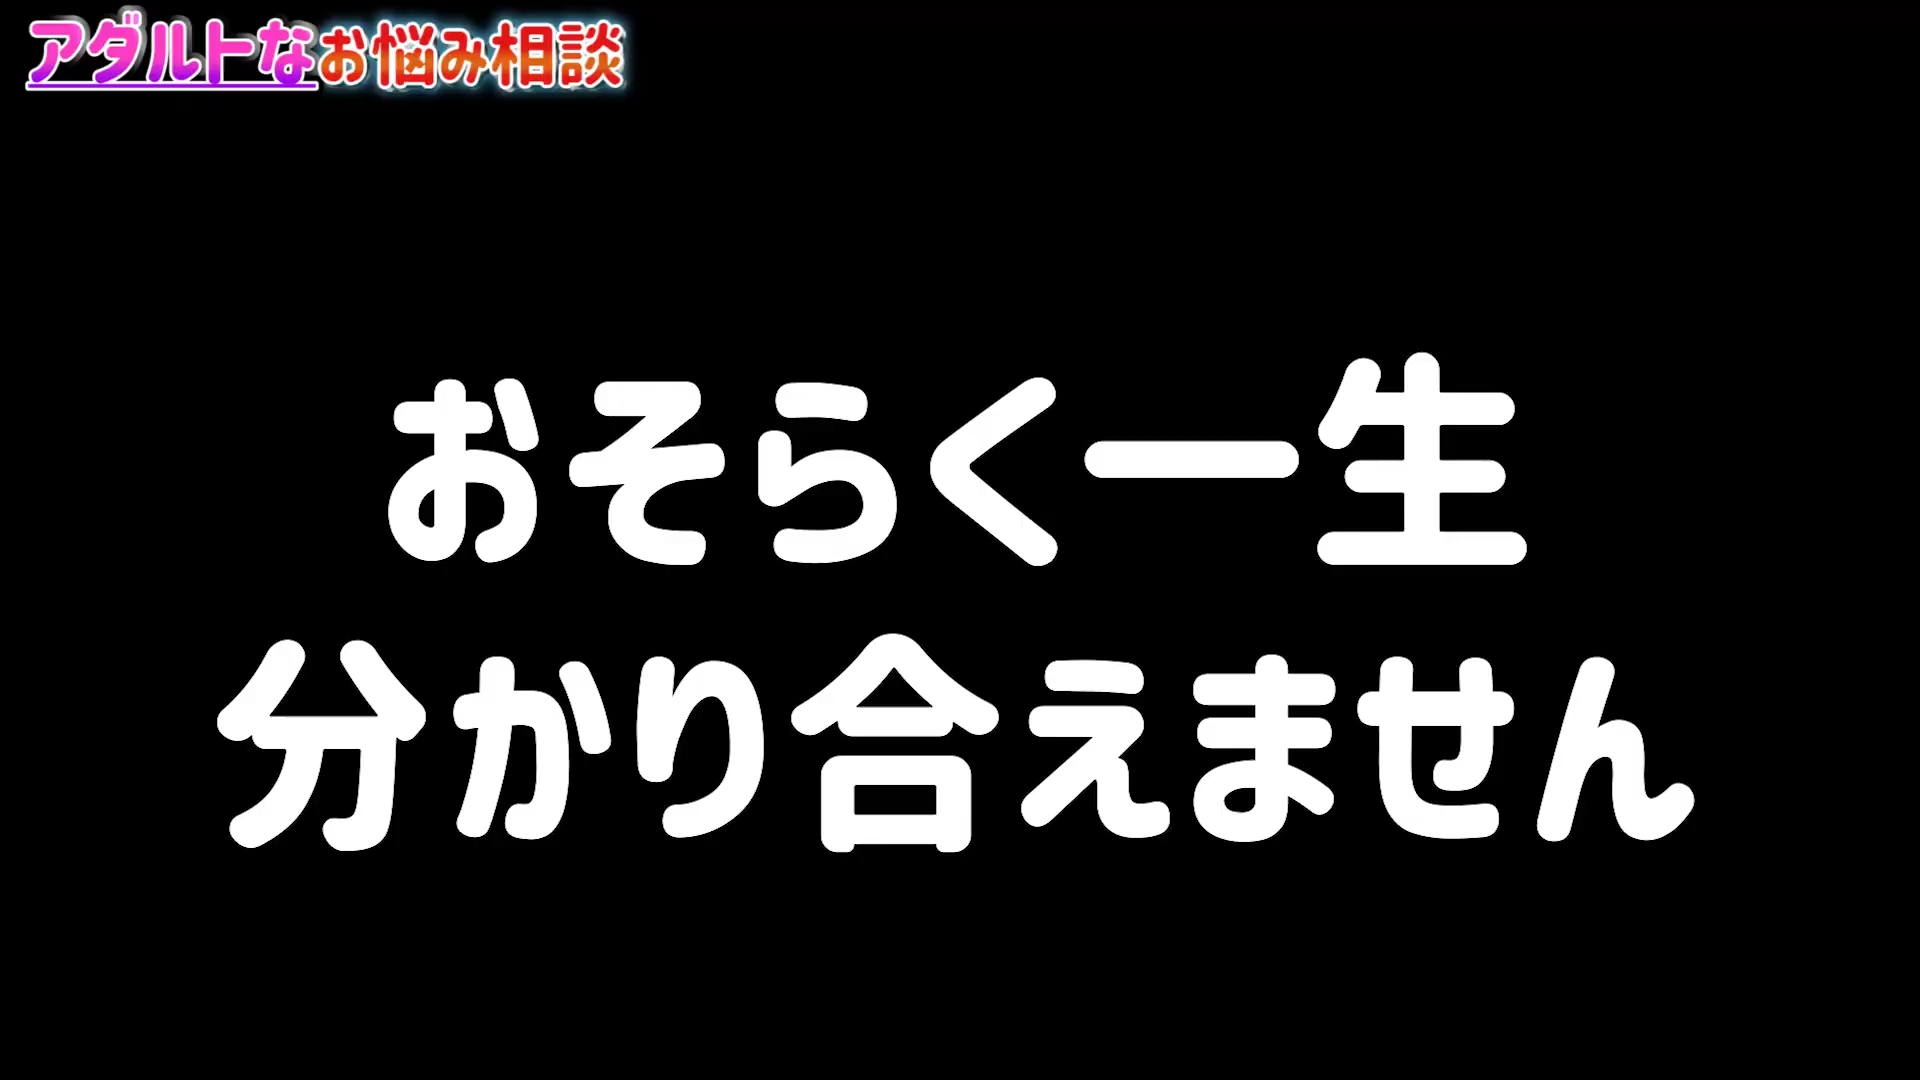 アダルトなお悩み相談
おそらく一生
分かり合えません